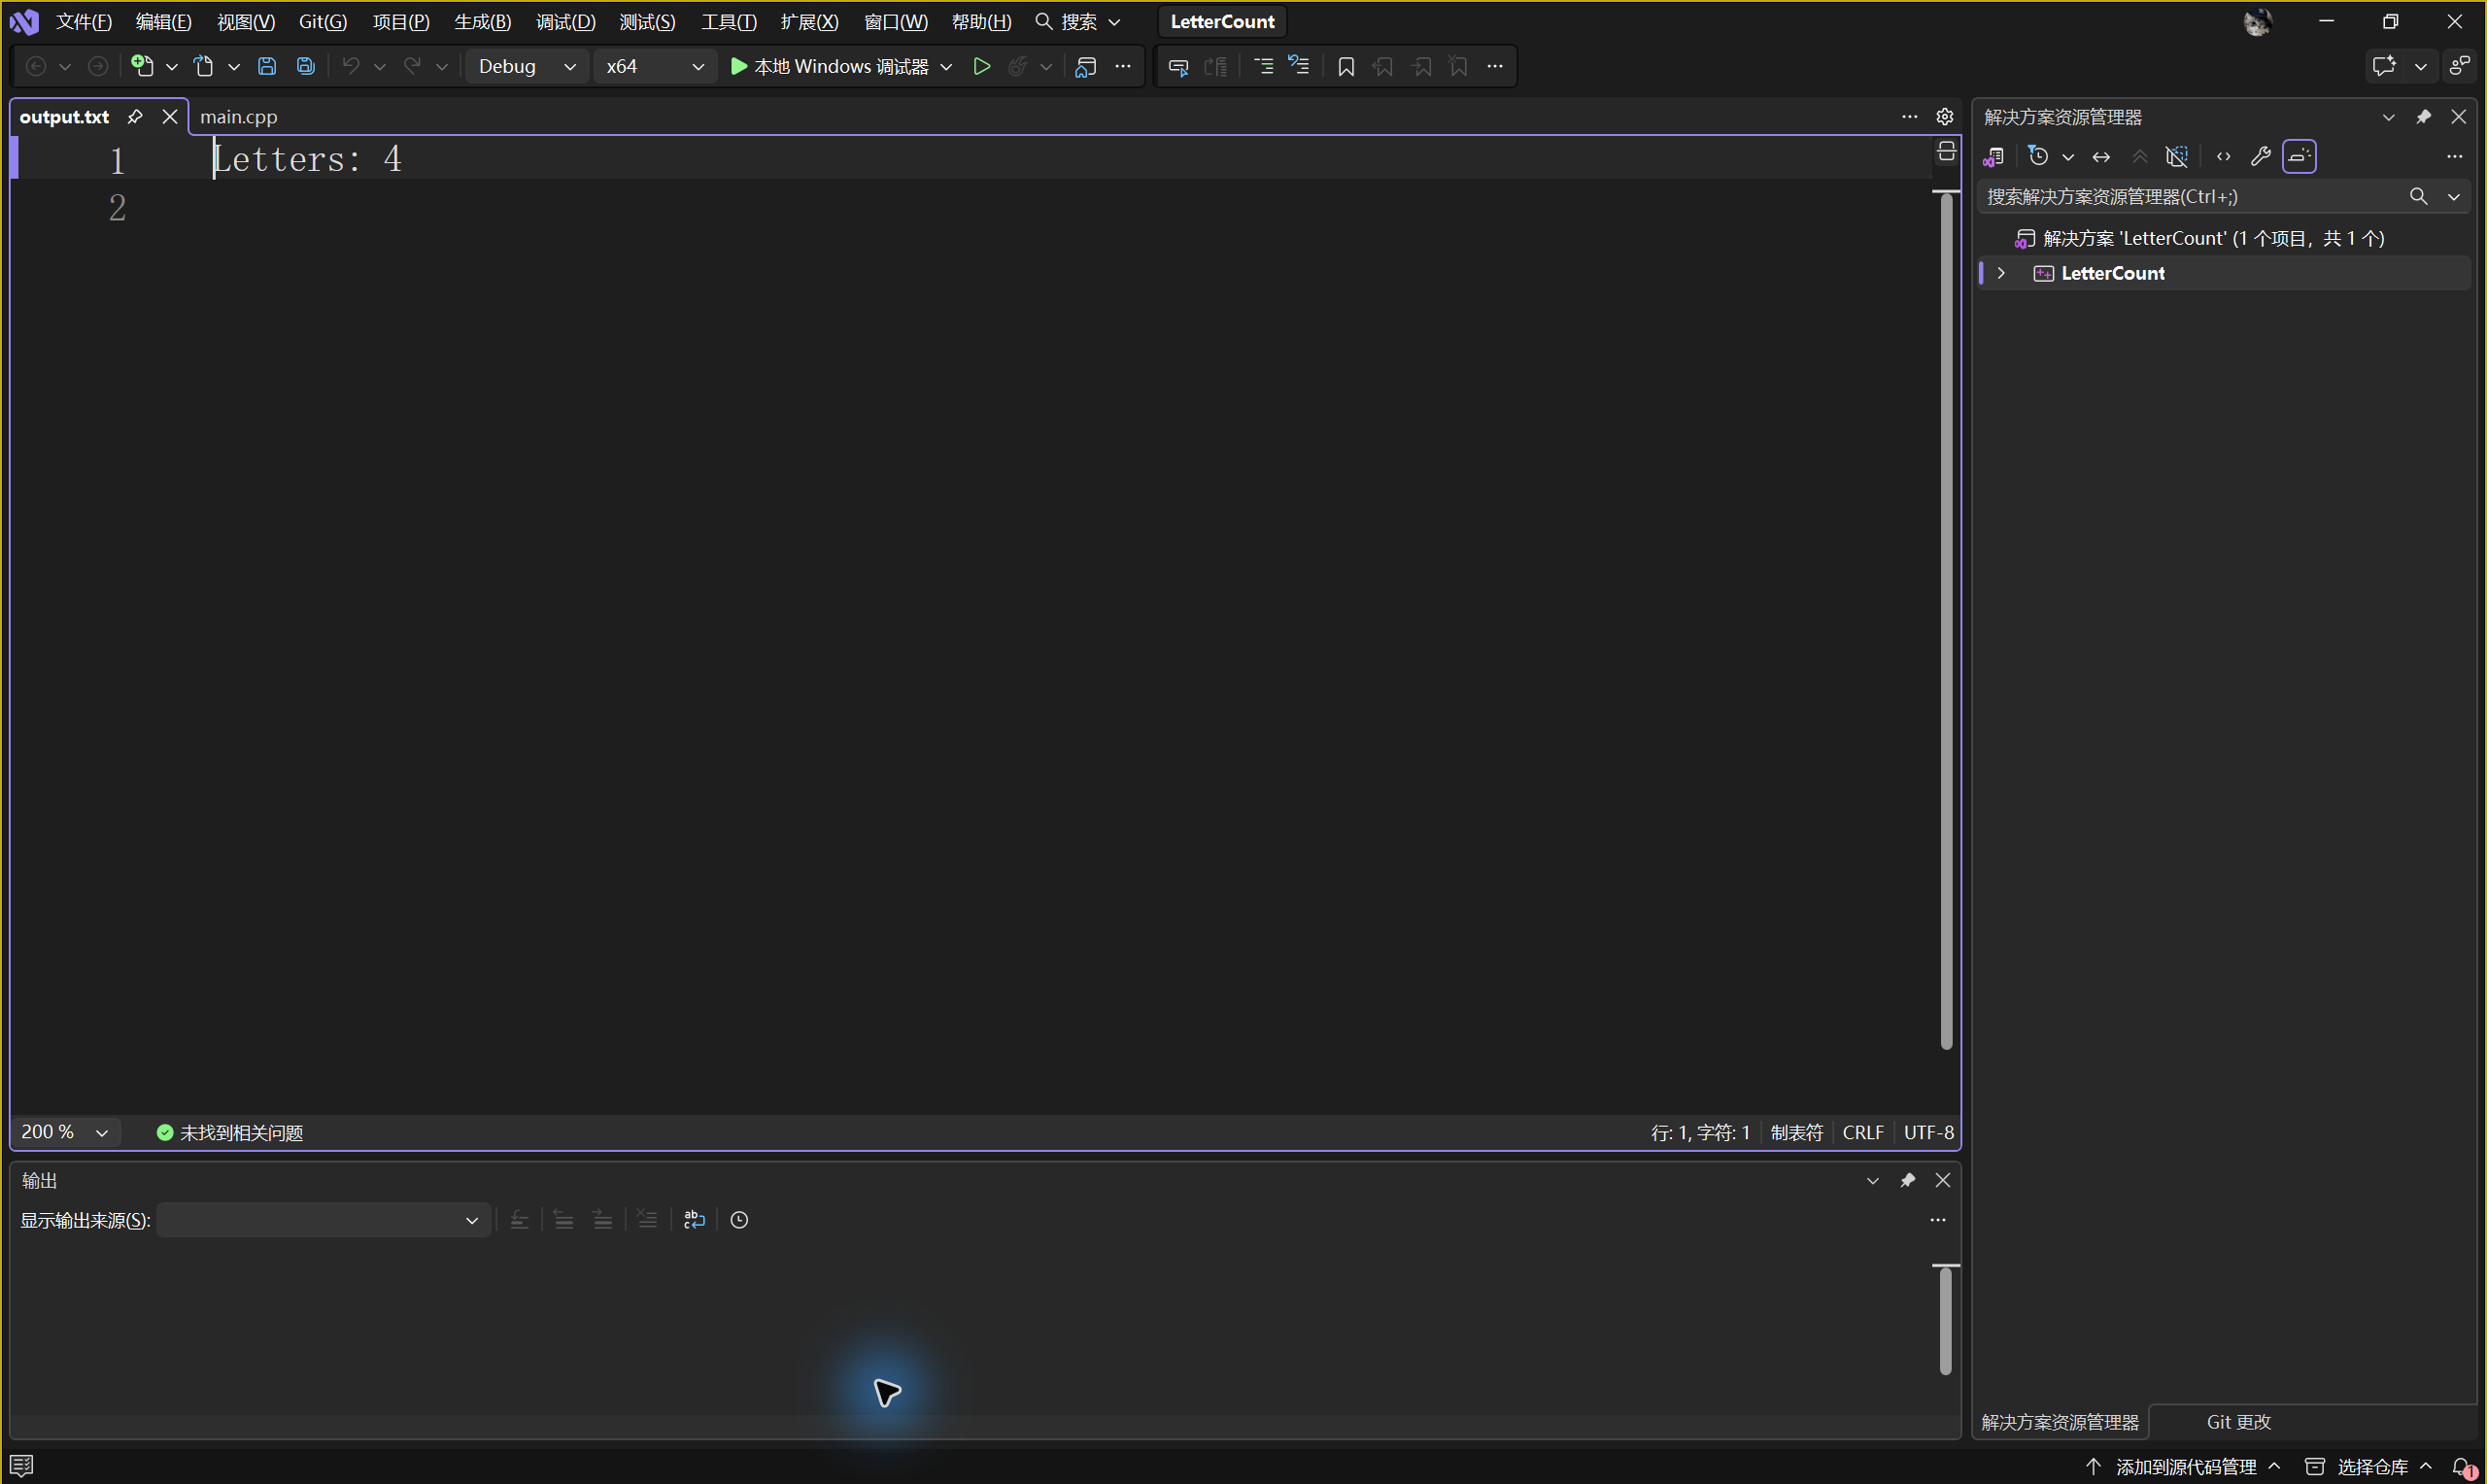 文件(F) 编辑(E) 视图(V) Git(G) 项目(P) 生成(B) 调试(D) 测试(S) 工具(T) 扩展(X) 窗口(W) 帮助(H) 搜索 LetterCount
Debug x64 本地 Windows 调试器
output.txt main.cpp
1 Letters: 4
2
200 % 未找到相关问题 行: 1, 字符: 1 制表符 CRLF UTF-8
输出
显示输出来源(S):
ab
c
解决方案资源管理器
搜索解决方案资源管理器(Ctrl+;)
解决方案 'LetterCount' (1 个项目，共 1 个)
LetterCount
解决方案资源管理器 Git 更改
添加到源代码管理 选择仓库 1